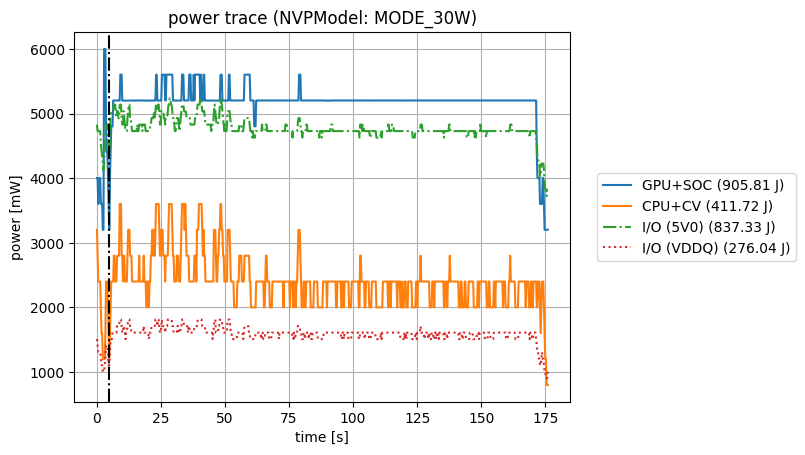 power trace (NVPModel: MODE_30W)
6000
5000
4000
3000
2000
1000
power [mW]
0
25
50
75
100
125
150
175
time [s]
GPU+SOC (905.81 J)
CPU+CV (411.72 J)
I/O (5V0) (837.33 J)
I/O (VDDQ) (276.04 J)